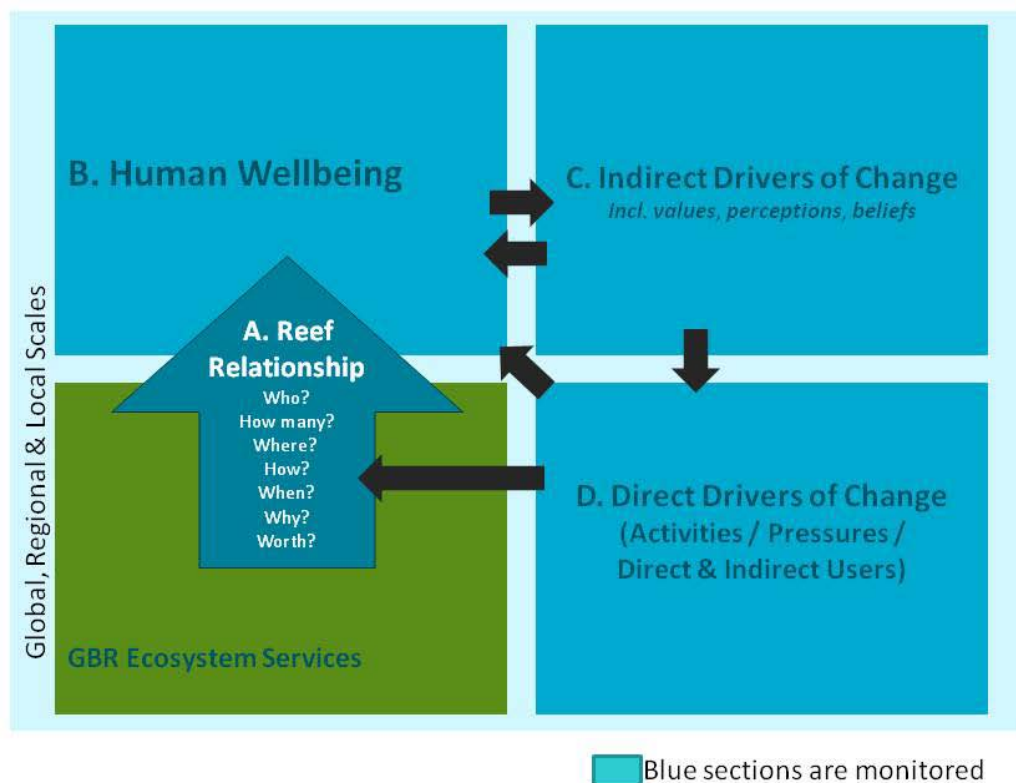 Global, Regional & Local Scales
B. Human Wellbeing
C. Indirect Drivers of Change
Incl. values, perceptions, beliefs
A. Reef
Relationship
Who?
How many?
Where?
How?
When?
Why?
Worth?
GBR Ecosystem Services
D. Direct Drivers of Change
(Activities / Pressures /
Direct & Indirect Users)
Blue sections are monitored